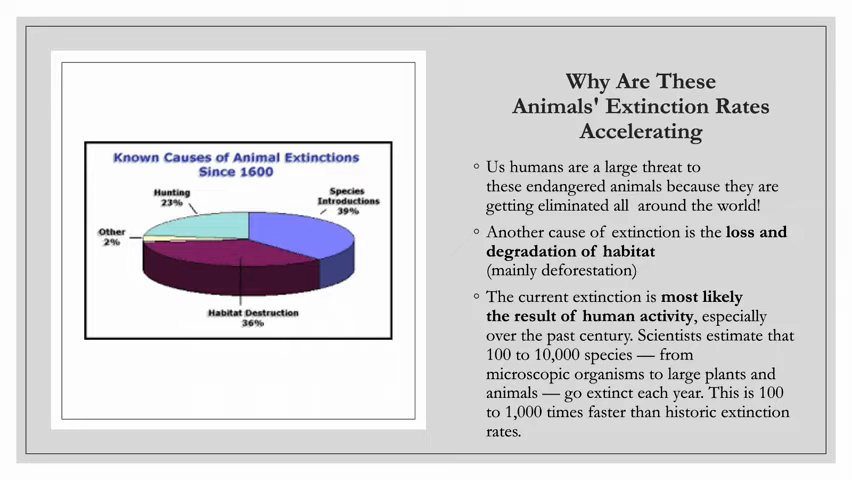 Known Causes of Animal Extinctions
Since 1600
Hunting
23%
Species
Introductions
39%
Other
2%
Habitat Destruction
36%
Why Are These
Animals' Extinction Rates
Accelerating
◦ Us humans are a large threat to
these endangered animals because they are
getting eliminated all around the world!
◦ Another cause of extinction is the loss and
degradation of habitat
(mainly deforestation)
◦ The current extinction is most likely
the result of human activity, especially
over the past century. Scientists estimate that
100 to 10,000 species — from
microscopic organisms to large plants and
animals — go extinct each year. This is 100
to 1,000 times faster than historic extinction
rates.